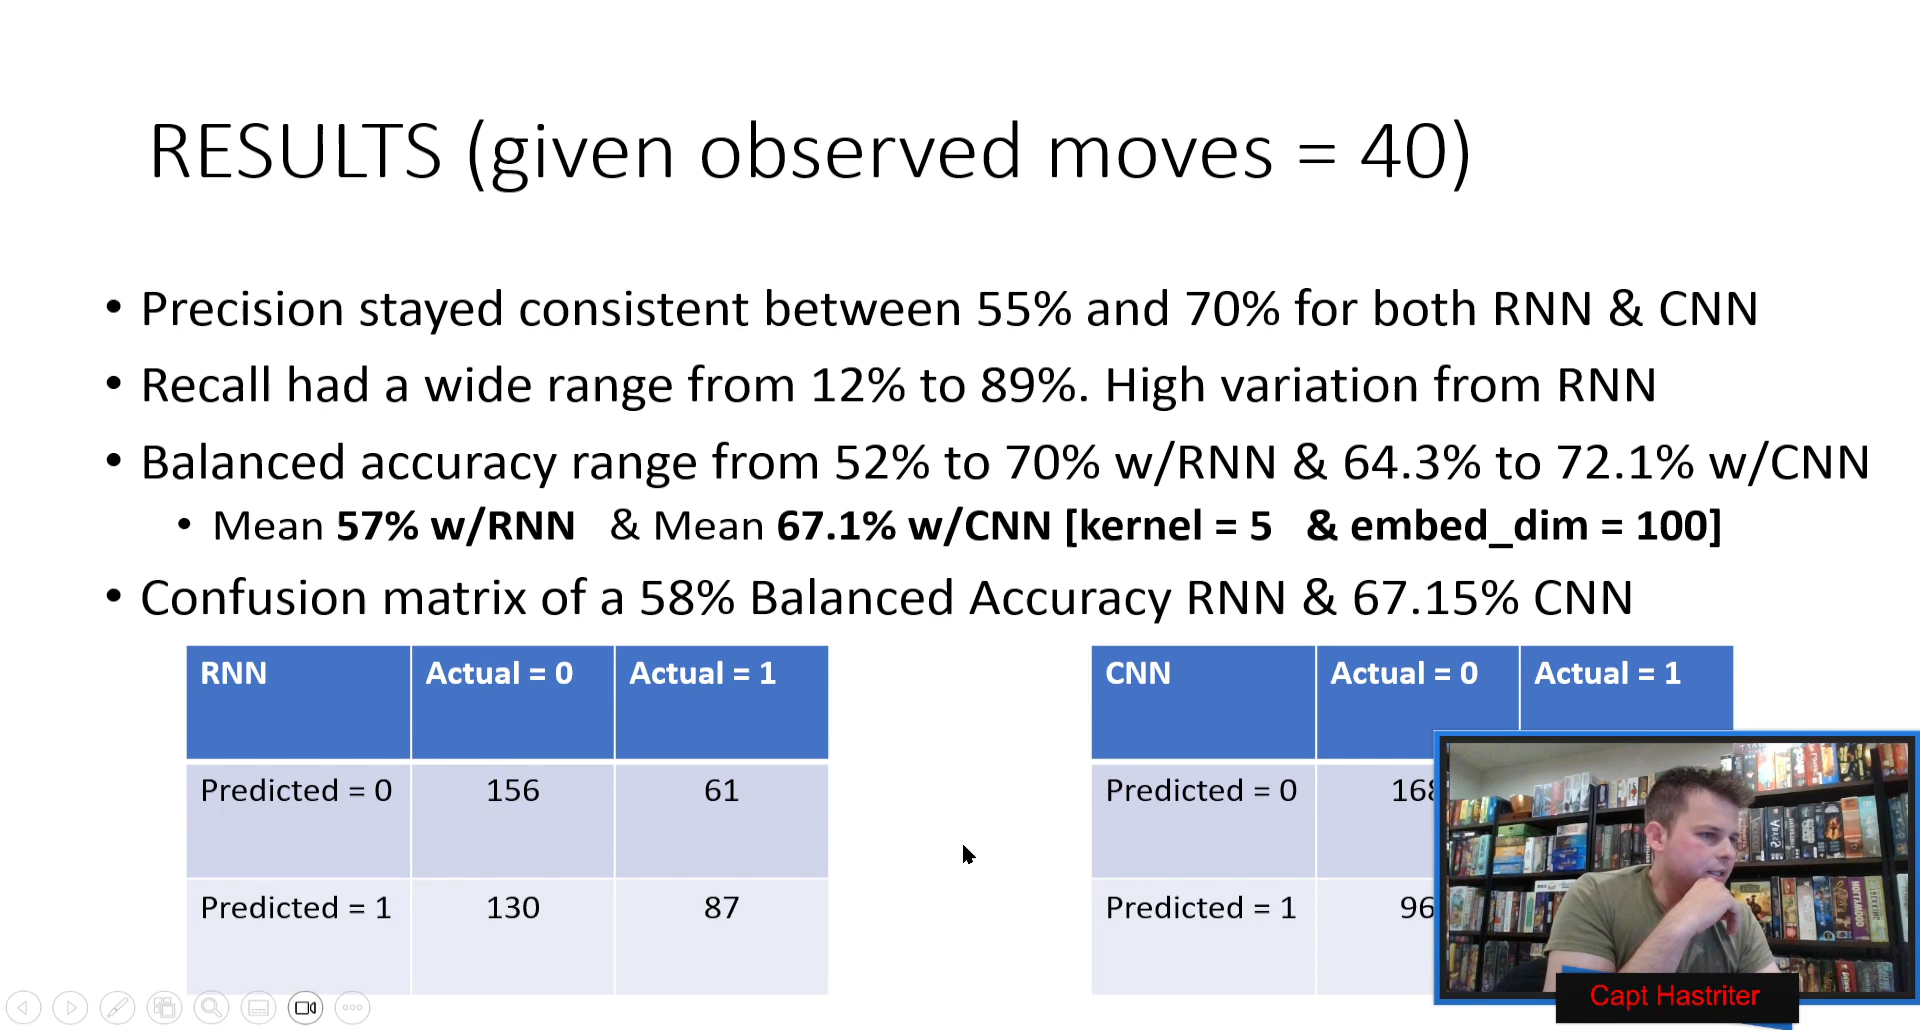 RESULTS (given observed moves = 40)
• Precision stayed consistent between 55% and 70% for both RNN & CNN
• Recall had a wide range from 12% to 89%. High variation from RNN
• Balanced accuracy range from 52% to 70% w/RNN & 64.3% to 72.1% w/CNN
• Mean 57% w/RNN & Mean 67.1% w/CNN [kernel = 5 & embed_dim = 100]
• Confusion matrix of a 58% Balanced Accuracy RNN & 67.15% CNN
RNN Actual = 0 Actual = 1
Predicted = 0 156 61
Predicted = 1 130 87
CNN Actual = 0 Actual = 1
Predicted = 0 168
Predicted = 1 96
Capt Hastriter